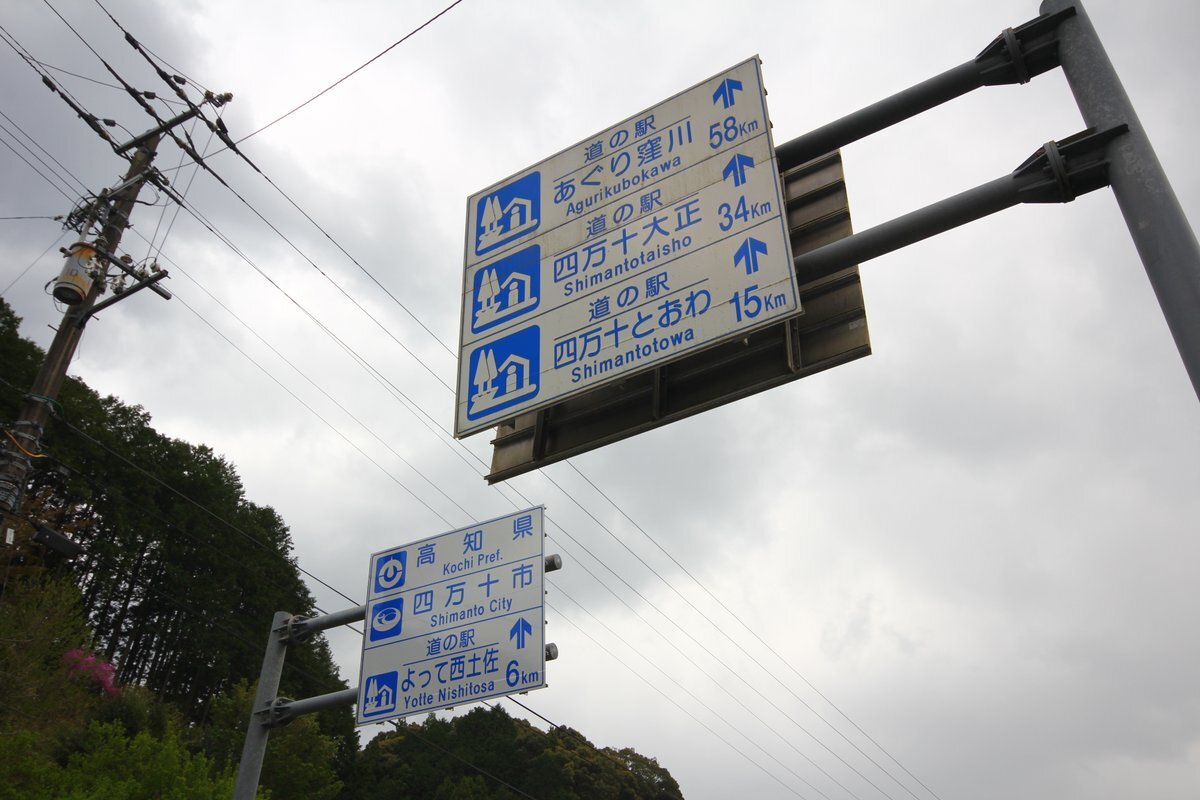 道の駅
あぐり窪川 58Km
Agurikubokawa
道の駅
四万十大正 34Km
Shimantotaisho
道の駅
四万十とおわ 15Km
Shimantotowa
高知県
Kochi Pref.
四万十市
Shimanto City
道の駅
よって西土佐 6km
Yotte Nishitosa